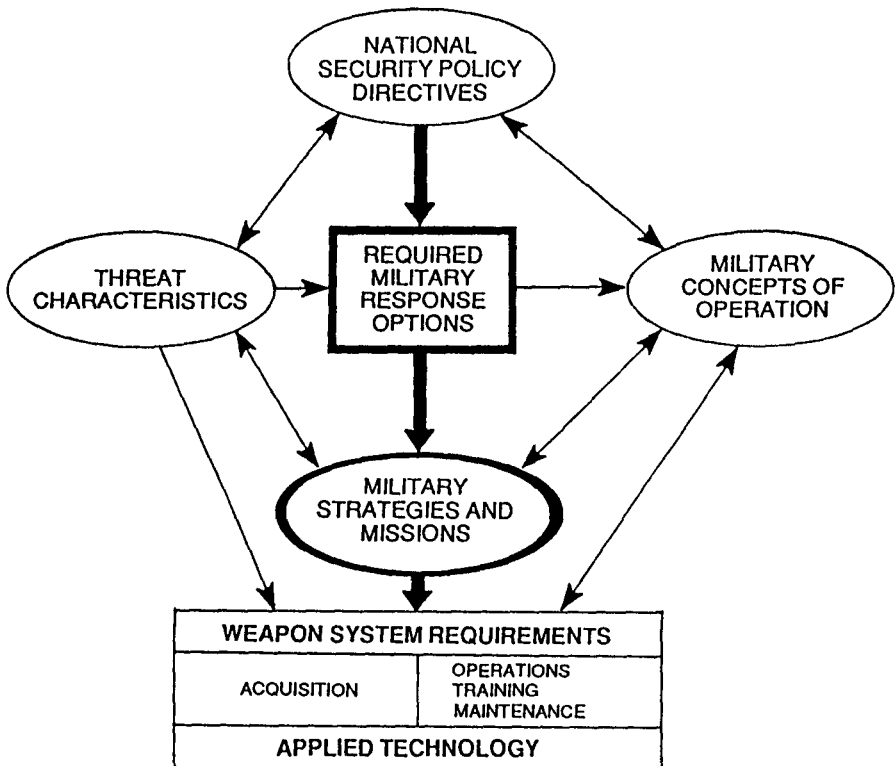 NATIONAL
SECURITY POLICY
DIRECTIVES
THREAT
CHARACTERISTICS
REQUIRED
MILITARY
RESPONSE
OPTIONS
MILITARY
CONCEPTS OF
OPERATION
MILITARY
STRATEGIES AND
MISSIONS
WEAPON SYSTEM REQUIREMENTS
ACQUISITION
OPERATIONS
TRAINING
MAINTENANCE
APPLIED TECHNOLOGY